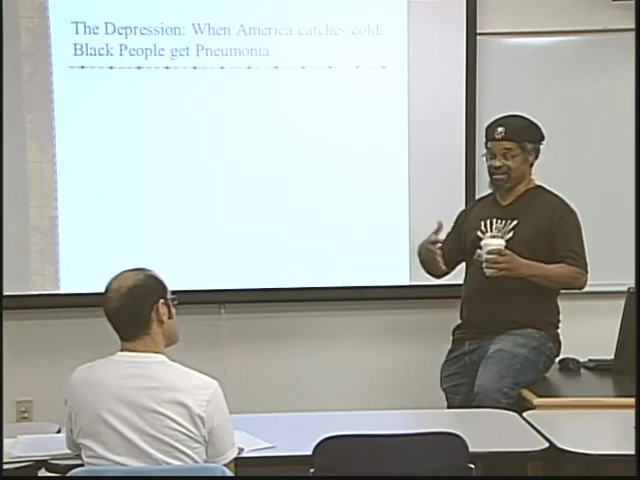 The Depression: When America catches cold,
Black People get Pneumonia